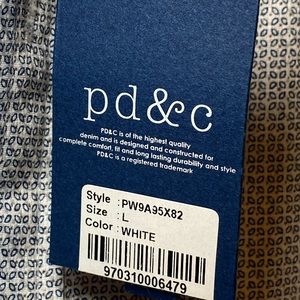 pd&c
PD&C is of the highest quality
denim and is designed and constructed for
complete comfort, fit and long lasting durability and style
PD&C is a registered trademark
Style : PW9A95X82
Size : L
Color : WHITE
970310006479